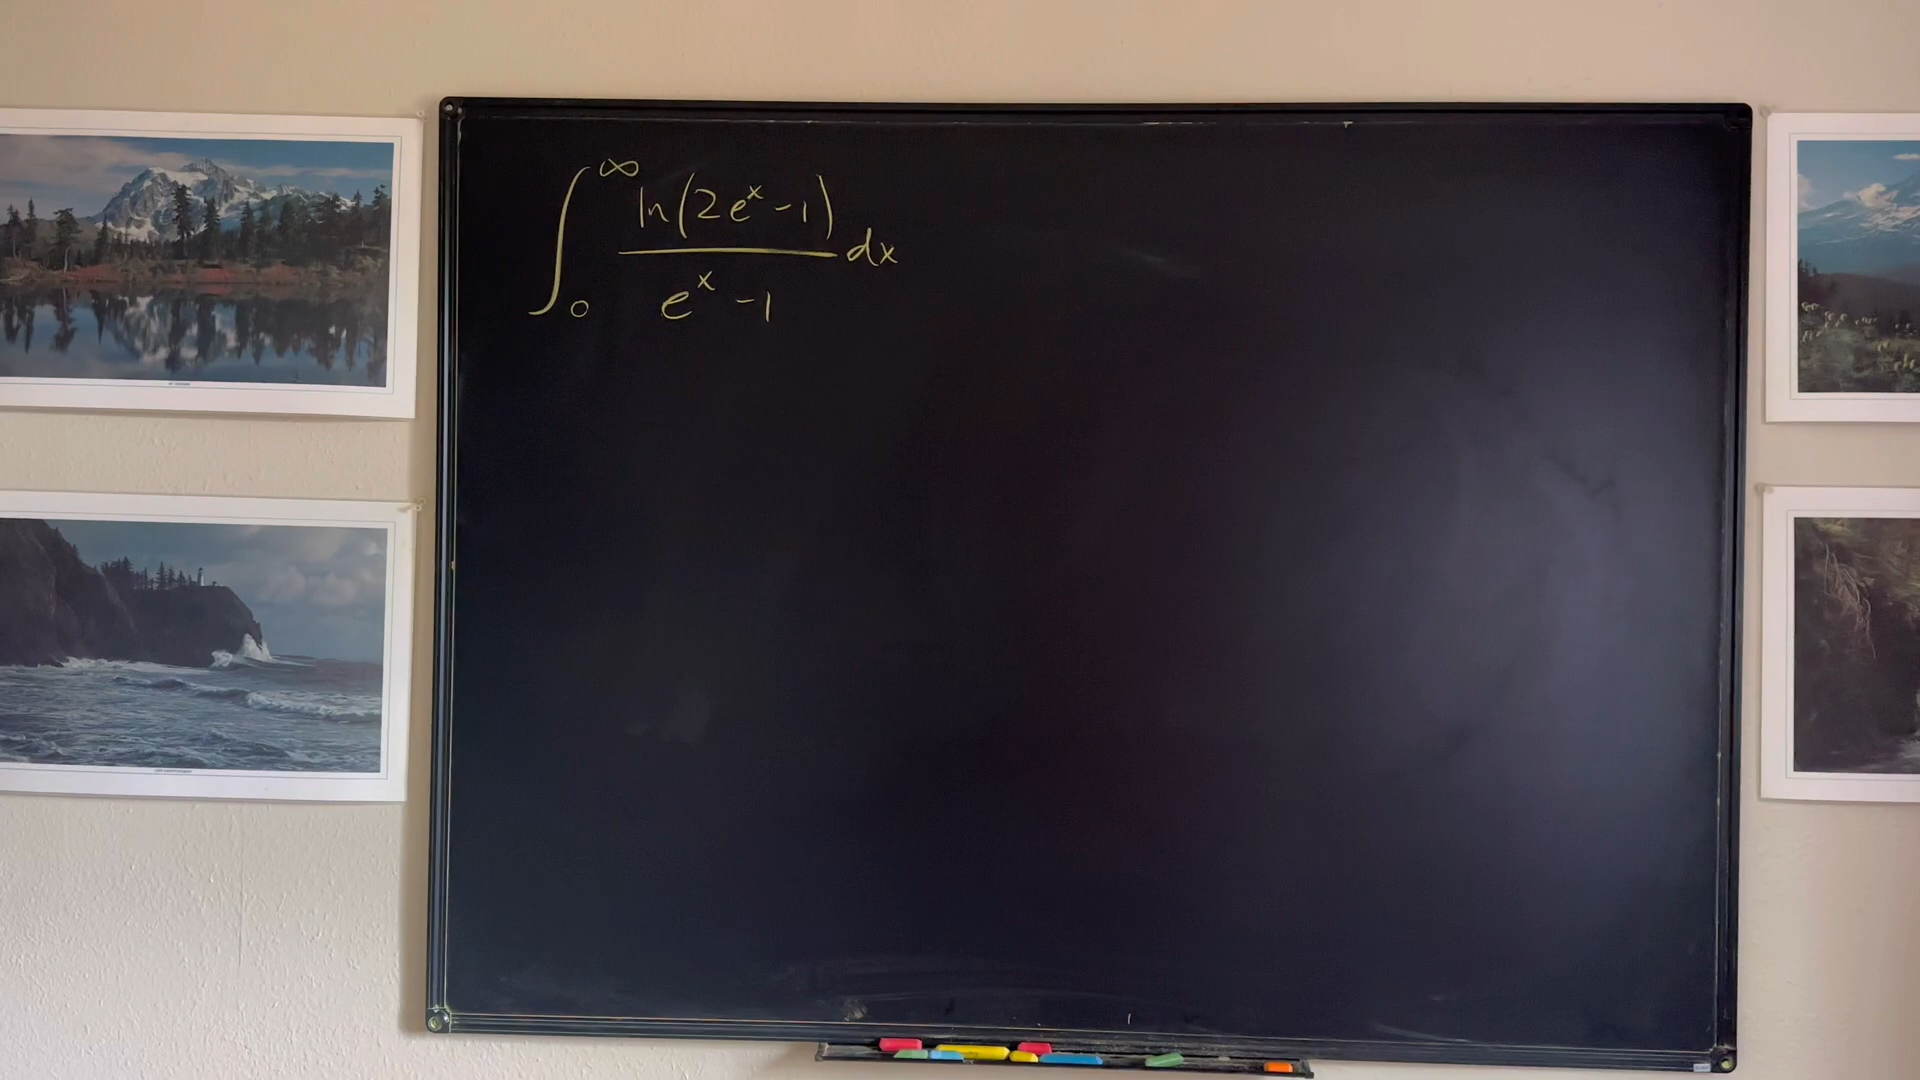 ∫₀^∞ ln(2e^x - 1) / (e^x - 1) dx